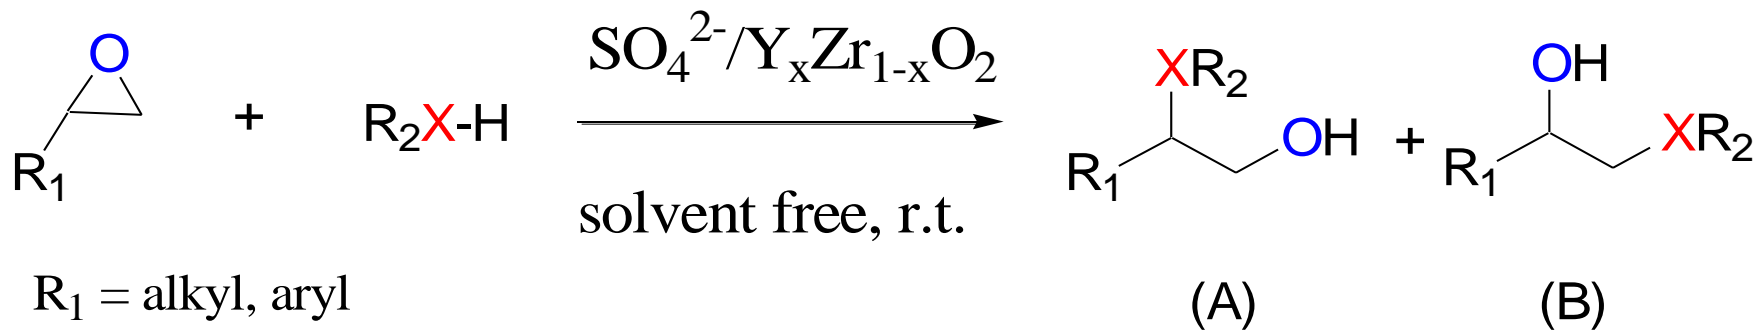 SO₄²⁻/YₓZr₁₋ₓO₂
O
R₁
+
R₂X-H
solvent free, r.t.
XR₂
R₁
OH
+
OH
R₁
XR₂
R₁ = alkyl, aryl
(A)
(B)